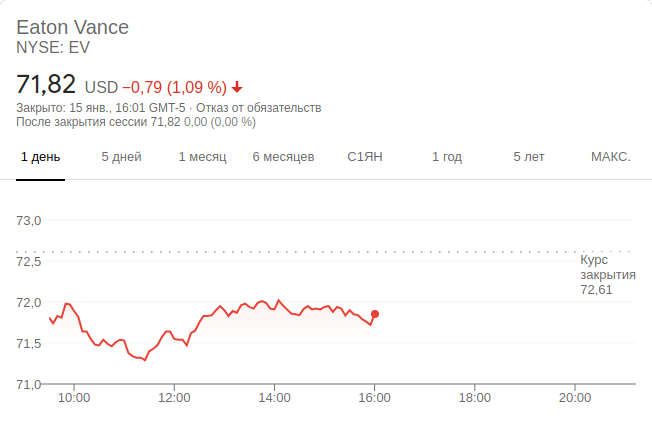 Eaton Vance
NYSE: EV
71,82 USD −0,79 (1,09 %)
Закрыто: 15 янв., 16:01 GMT-5 · Отказ от обязательств
После закрытия сессии 71,82 0,00 (0,00 %)
1 день 5 дней 1 месяц 6 месяцев С1ЯН 1 год 5 лет МАКС.
73,0
72,5
72,0
71,5
71,0
Курс
закрытия
72,61
10:00 12:00 14:00 16:00 18:00 20:00